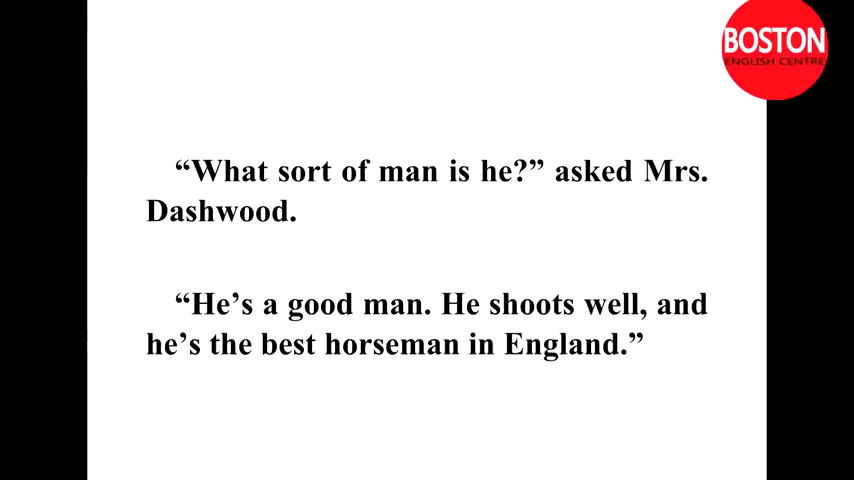 BOSTON
ENGLISH CENTRE
“What sort of man is he?” asked Mrs.
Dashwood.
“He’s a good man. He shoots well, and
he’s the best horseman in England.”